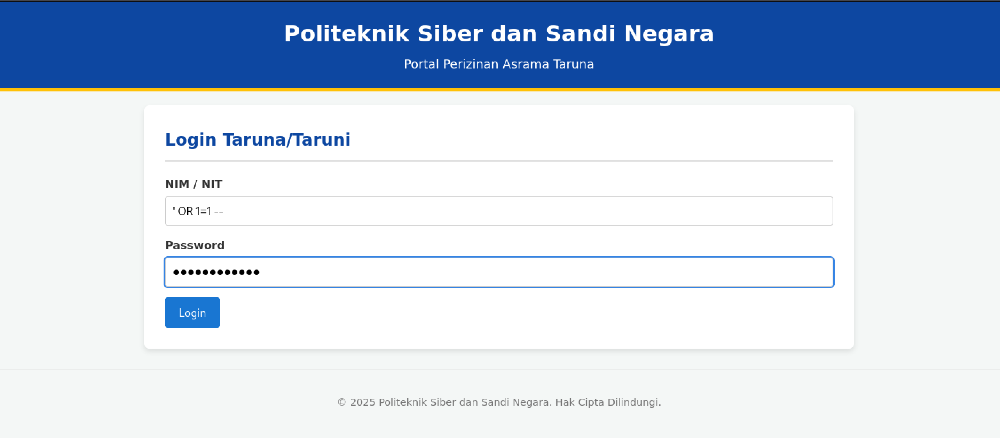 Politeknik Siber dan Sandi Negara
Portal Perizinan Asrama Taruna
Login Taruna/Taruni
NIM / NIT
' OR 1=1 --
Password
••••••••••••
Login
© 2025 Politeknik Siber dan Sandi Negara. Hak Cipta Dilindungi.